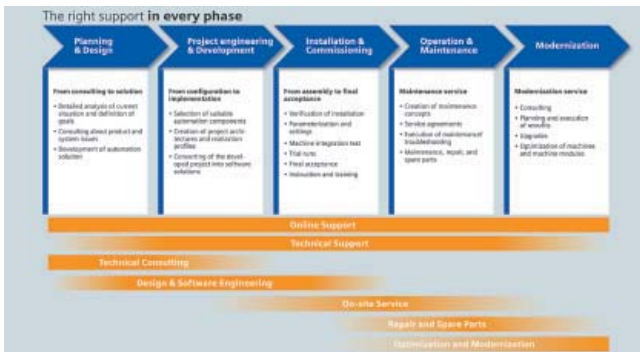 The right support in every phase
Planning
& Design
Project engineering
& Development
Installation &
Commissioning
Operation &
Maintenance
Modernization
From consulting to solution
• Detailed analysis of current
situation and definition of
goals
• Consulting about product and
system issues
• Development of automation
solution
From configuration to
implementation
• Selection of suitable
automation components
• Creation of project archi-
tectures and realization
profiles
• Converting of the devel-
oped project into software
solutions
From assembly to final
acceptance
• Verification of installation
• Parameterization and
settings
• Machine integration test
• Trial runs
• Final acceptance
• Instruction and training
Maintenance service
• Creation of maintenance
concepts
• Service agreements
• Execution of maintenance/
troubleshooting
• Maintenance, repair, and
spare parts
Modernization service
• Consulting
• Planning and execution
of
• Upgrades
• Optimization of machines
and machine modules
Online Support
Technical Support
Technical Consulting
Design & Software Engineering
On-site Service
Repair and Spare Parts
Optimization and Modernization